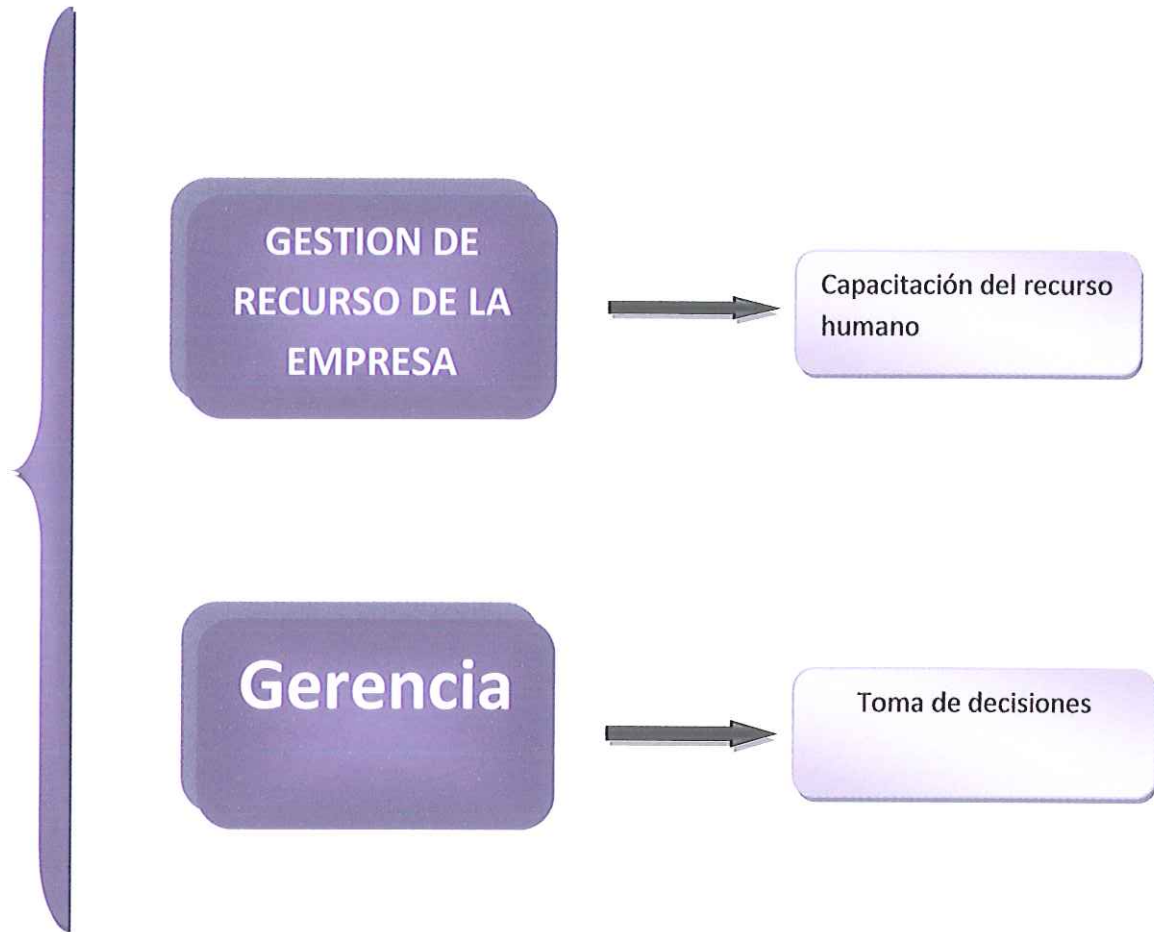 GESTION DE
RECURSO DE LA
EMPRESA
Capacitación del recurso
humano
Gerencia
Toma de decisiones